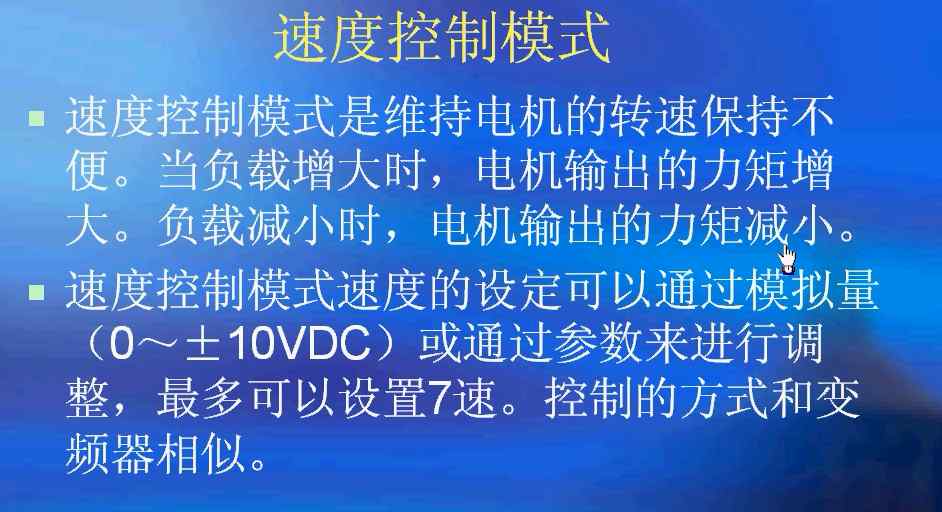 速度控制模式
速度控制模式是维持电机的转速保持不
便。当负载增大时，电机输出的力矩增
大。负载减小时，电机输出的力矩减小。
速度控制模式速度的设定可以通过模拟量
（0～±10VDC）或通过参数来进行调
整，最多可以设置7速。控制的方式和变
频器相似。